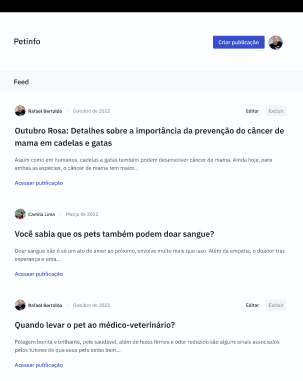 Petinfo
Criar publicação
Feed
Rafael Bertoldo
Outubro de 2022
Editar
Excluir
Outubro Rosa: Detalhes sobre a importância da prevenção do câncer de
mama em cadelas e gatas
Assim como em humanos, cadelas e gatas também podem desenvolver câncer de mama. Ainda hoje, para
ambas as espécies, o câncer de mama tem maior...
Acessar publicação
Camila Lima
Março de 2022
Você sabia que os pets também podem doar sangue?
Doar sangue não é só um ato de amor ao próximo, envolve muito mais que isso. Além da empatia, o doador traz
esperança e uma...
Acessar publicação
Rafael Bertoldo
Outubro de 2022
Editar
Excluir
Quando levar o pet ao médico-veterinário?
Pelagem bonita e brilhante, pele saudável, além de fezes firmes e odor reduzido são alguns sinais associados
pelos tutores de que seus pets estão bem...
Acessar publicação